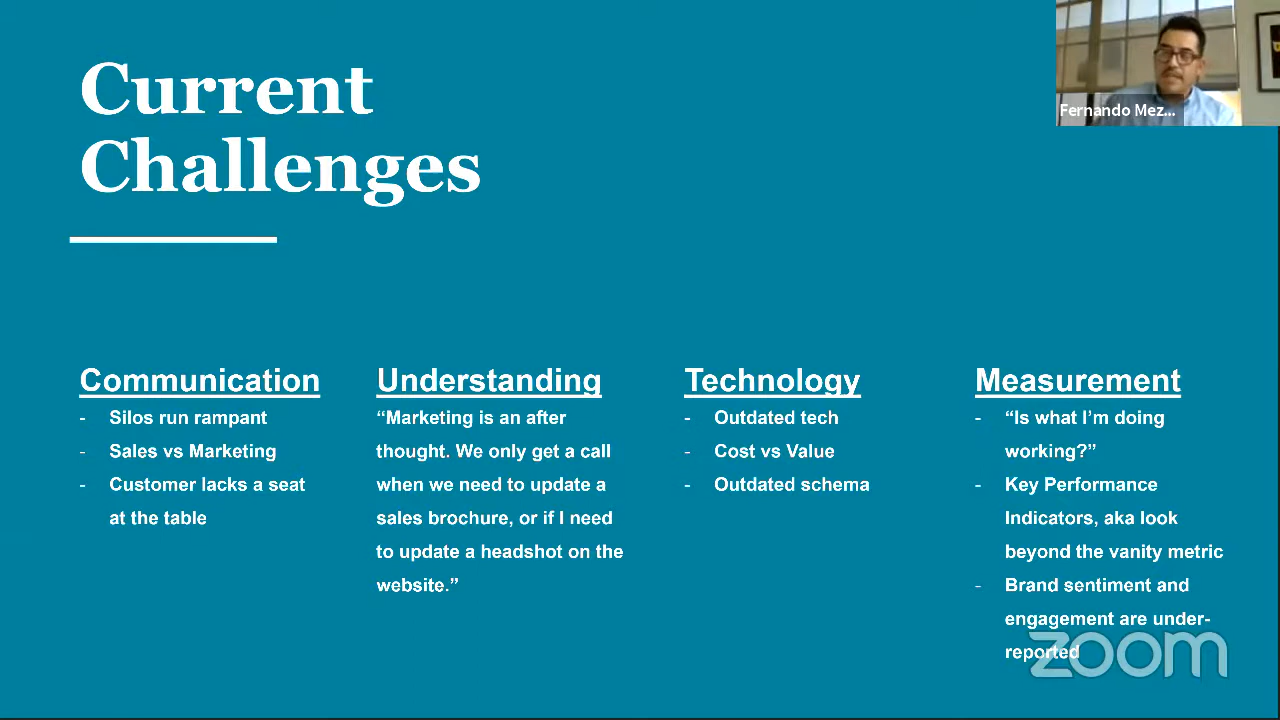 Current
Challenges
Fernando Mez...
Communication
- Silos run rampant
- Sales vs Marketing
- Customer lacks a seat
at the table
Understanding
“Marketing is an after
thought. We only get a call
when we need to update a
sales brochure, or if I need
to update a headshot on the
website.”
Technology
- Outdated tech
- Cost vs Value
- Outdated schema
Measurement
- “Is what I’m doing
working?”
- Key Performance
Indicators, aka look
beyond the vanity metric
- Brand sentiment and
engagement are under-
reported
zoom